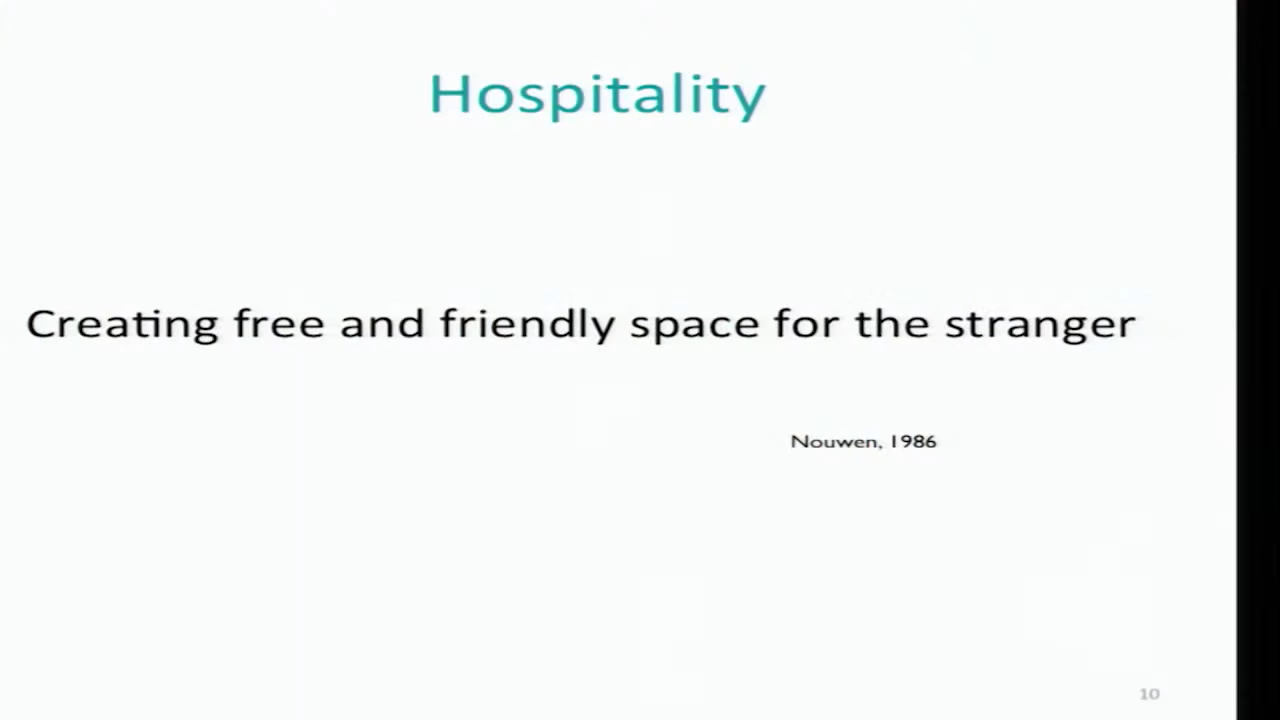 Hospitality
Creating free and friendly space for the stranger
Nouwen, 1986
10